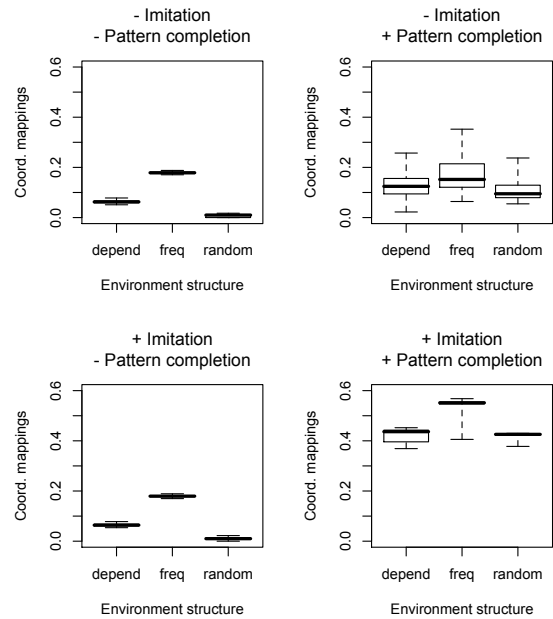 - Imitation
- Pattern completion
Coord. mappings
0.0 0.2 0.4 0.6
depend freq random
Environment structure
- Imitation
+ Pattern completion
Coord. mappings
0.0 0.2 0.4 0.6
depend freq random
Environment structure
+ Imitation
- Pattern completion
Coord. mappings
0.0 0.2 0.4 0.6
depend freq random
Environment structure
+ Imitation
+ Pattern completion
Coord. mappings
0.0 0.2 0.4 0.6
depend freq random
Environment structure